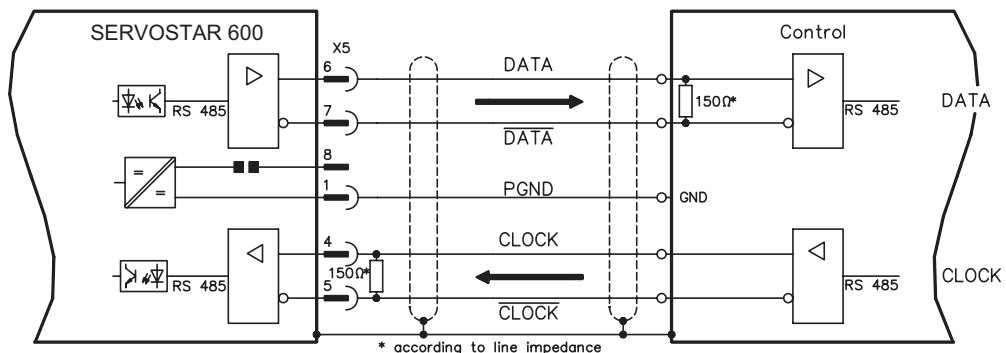 SERVOSTAR 600
Control
X5
6
DATA
RS 485
150Ω*
RS 485
DATA
7
DATA
8
=
=
1
PGND
GND
4
CLOCK
150Ω*
RS 485
5
CLOCK
RS 485
CLOCK
* according to line impedance